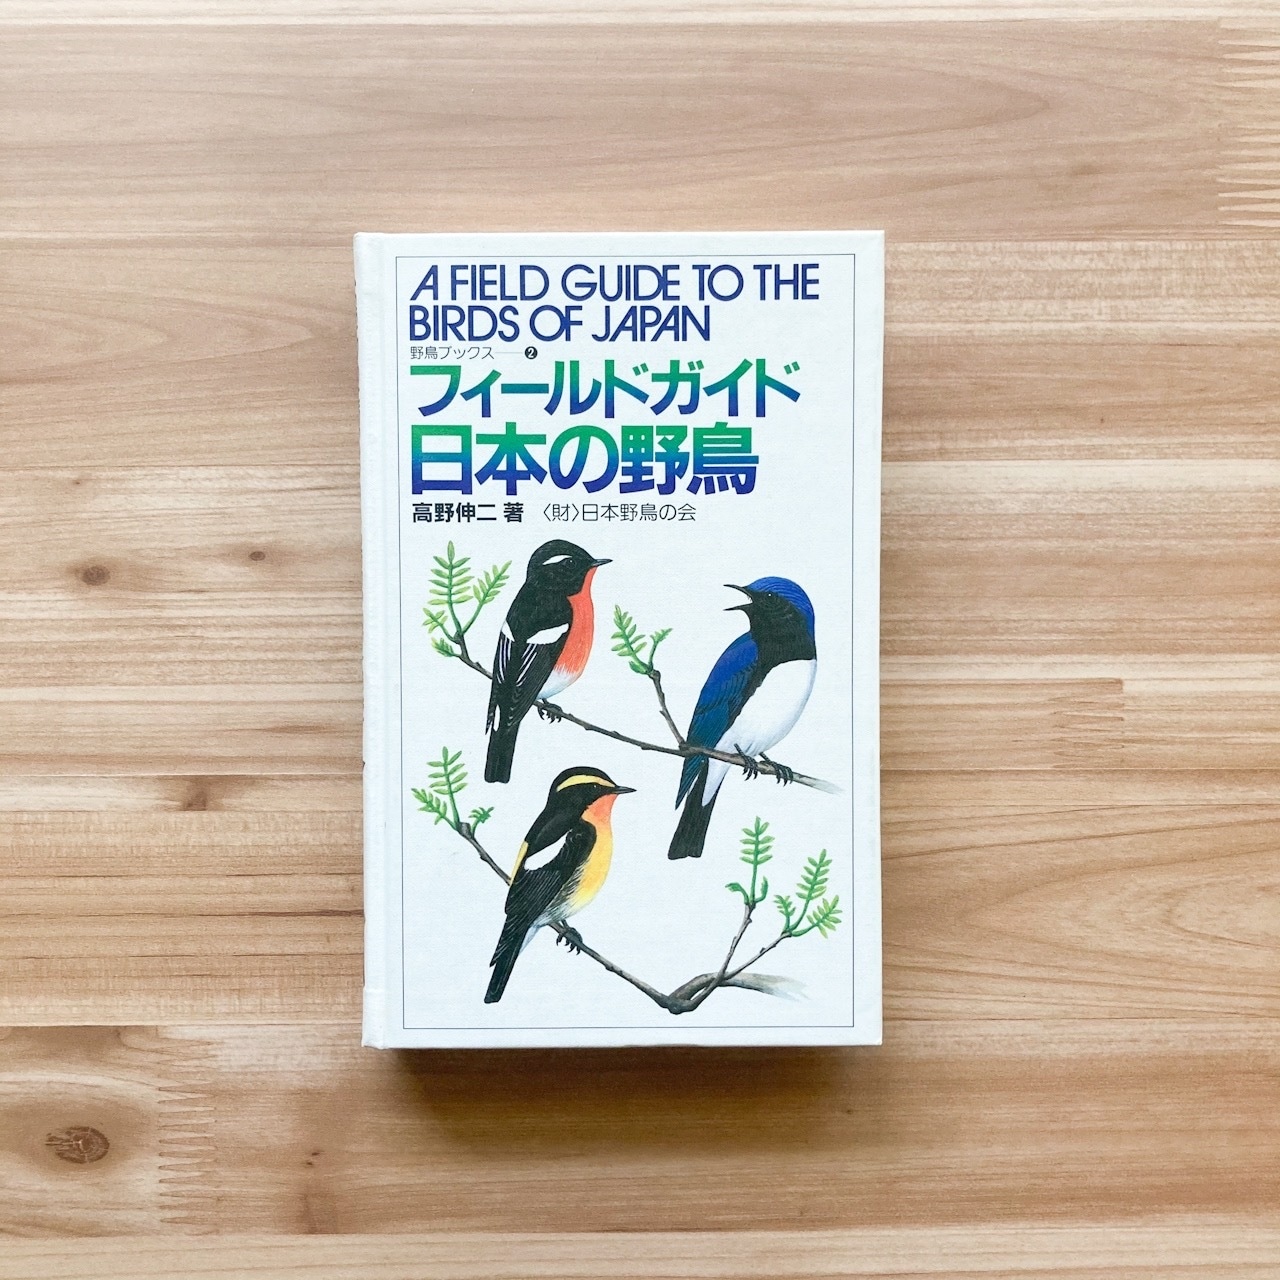 A FIELD GUIDE TO THE
BIRDS OF JAPAN
野鳥ブックス──❷
フィールドガイド
日本の野鳥
高野伸二 著 〈財〉日本野鳥の会